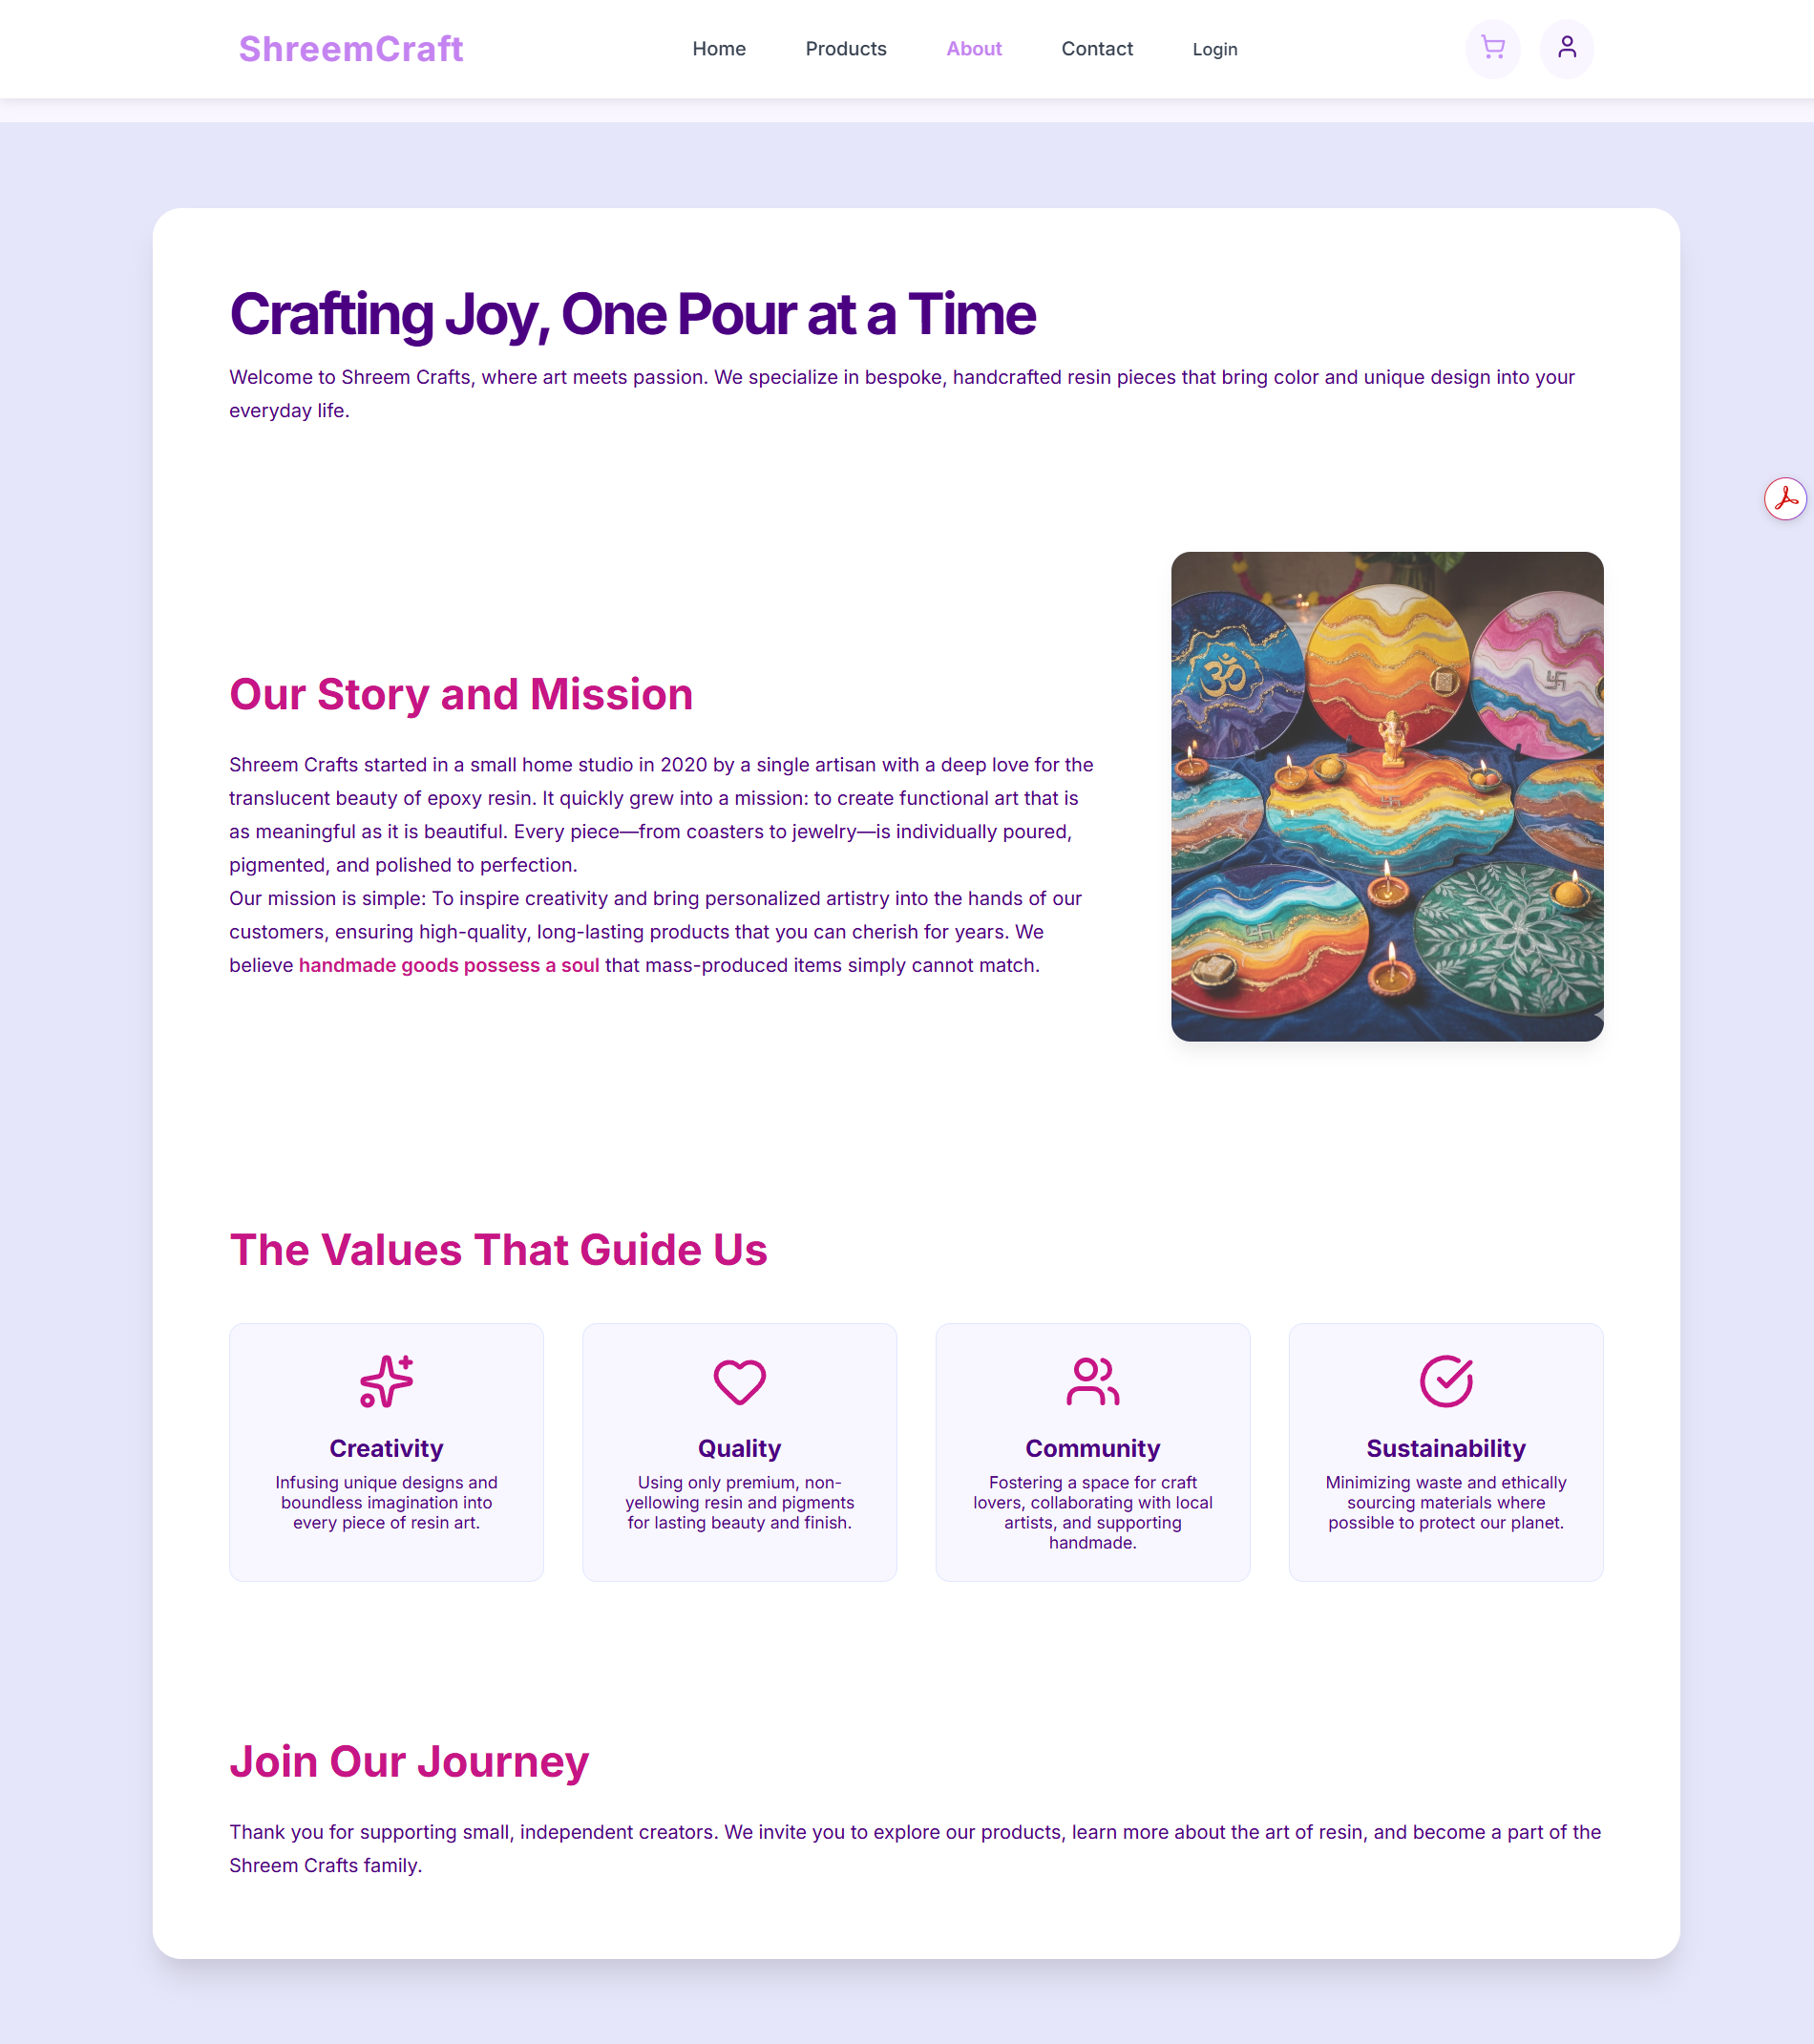 ShreemCraft
Home
Products
About
Contact
Login
Crafting Joy, One Pour at a Time
Welcome to Shreem Crafts, where art meets passion. We specialize in bespoke, handcrafted resin pieces that bring color and unique design into your
everyday life.
Our Story and Mission
Shreem Crafts started in a small home studio in 2020 by a single artisan with a deep love for the
translucent beauty of epoxy resin. It quickly grew into a mission: to create functional art that is
as meaningful as it is beautiful. Every piece—from coasters to jewelry—is individually poured,
pigmented, and polished to perfection.
Our mission is simple: To inspire creativity and bring personalized artistry into the hands of our
customers, ensuring high-quality, long-lasting products that you can cherish for years. We
believe handmade goods possess a soul that mass-produced items simply cannot match.
ॐ
The Values That Guide Us
Creativity
Infusing unique designs and
boundless imagination into
every piece of resin art.
Quality
Using only premium, non-
yellowing resin and pigments
for lasting beauty and finish.
Community
Fostering a space for craft
lovers, collaborating with local
artists, and supporting
handmade.
Sustainability
Minimizing waste and ethically
sourcing materials where
possible to protect our planet.
Join Our Journey
Thank you for supporting small, independent creators. We invite you to explore our products, learn more about the art of resin, and become a part of the
Shreem Crafts family.